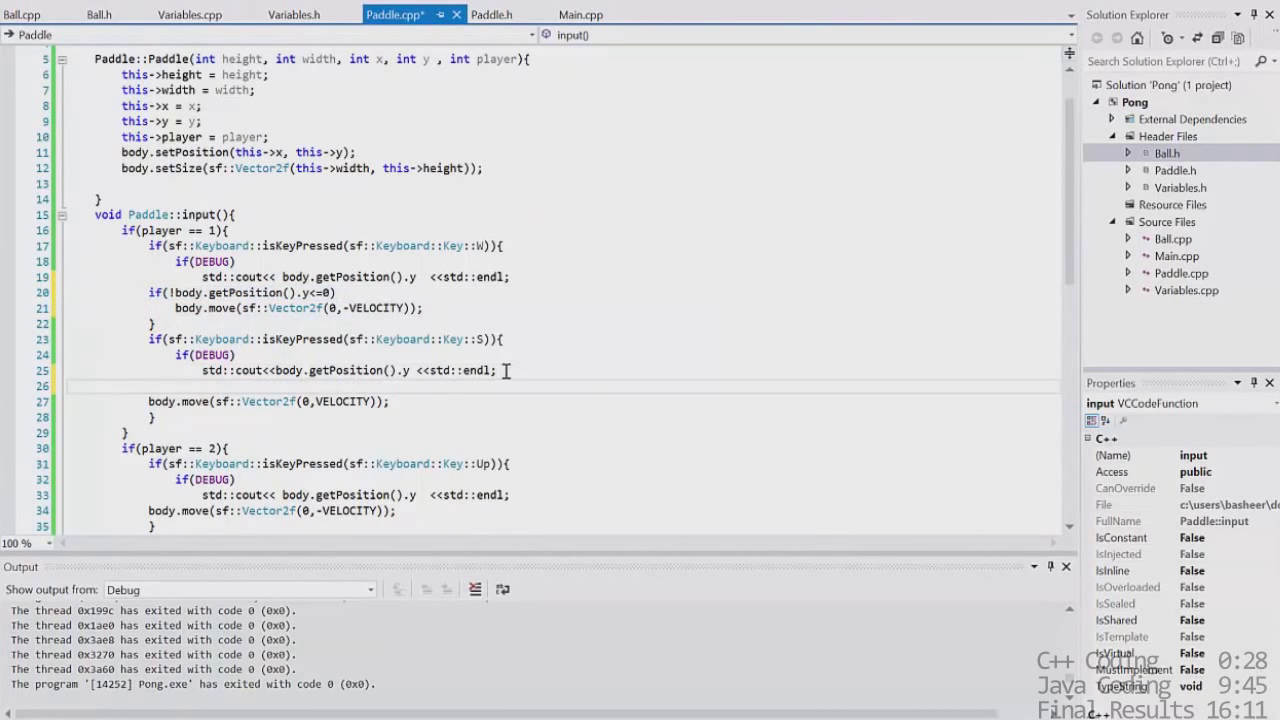 Ball.cpp Ball.h Variables.cpp Variables.h Paddle.cpp* Paddle.h Main.cpp
Paddle input()
5 Paddle::Paddle(int height, int width, int x, int y , int player){
6 this->height = height;
7 this->width = width;
8 this->x = x;
9 this->y = y;
10 this->player = player;
11 body.setPosition(this->x, this->y);
12 body.setSize(sf::Vector2f(this->width, this->height));
13
14 }
15 void Paddle::input(){
16 if(player == 1){
17 if(sf::Keyboard::isKeyPressed(sf::Keyboard::Key::W)){
18 if(DEBUG)
19 std::cout<< body.getPosition().y  <<std::endl;
20 if(!body.getPosition().y<=0)
21 body.move(sf::Vector2f(0,-VELOCITY));
22 }
23 if(sf::Keyboard::isKeyPressed(sf::Keyboard::Key::S)){
24 if(DEBUG)
25 std::cout<<body.getPosition().y <<std::endl;
26
27 body.move(sf::Vector2f(0,VELOCITY));
28 }
29 }
30 if(player == 2){
31 if(sf::Keyboard::isKeyPressed(sf::Keyboard::Key::Up)){
32 if(DEBUG)
33 std::cout<< body.getPosition().y  <<std::endl;
34 body.move(sf::Vector2f(0,-VELOCITY));
35 }
100 %
Output
Show output from: Debug
The thread 0x199c has exited with code 0 (0x0).
The thread 0x1ae0 has exited with code 0 (0x0).
The thread 0x3ae8 has exited with code 0 (0x0).
The thread 0x3270 has exited with code 0 (0x0).
The thread 0x3a60 has exited with code 0 (0x0).
The program '[14252] Pong.exe' has exited with code 0 (0x0).
Solution Explorer
Search Solution Explorer (Ctrl+;)
Solution 'Pong' (1 project)
Pong
External Dependencies
Header Files
Ball.h
Paddle.h
Variables.h
Resource Files
Source Files
Ball.cpp
Main.cpp
Paddle.cpp
Variables.cpp
Properties
input VCCodeFunction
C++
(Name) input
Access public
CanOverride False
File c:\users\basheer\do
FullName Paddle::input
IsConstant False
IsInjected False
IsInline False
IsOverloaded False
IsSealed False
IsShared False
IsTemplate False
IsVirtual False
MustImplement False
TypeString void
C++
C++ Coding 0:28
Java Coding 9:45
Final Results 16:11